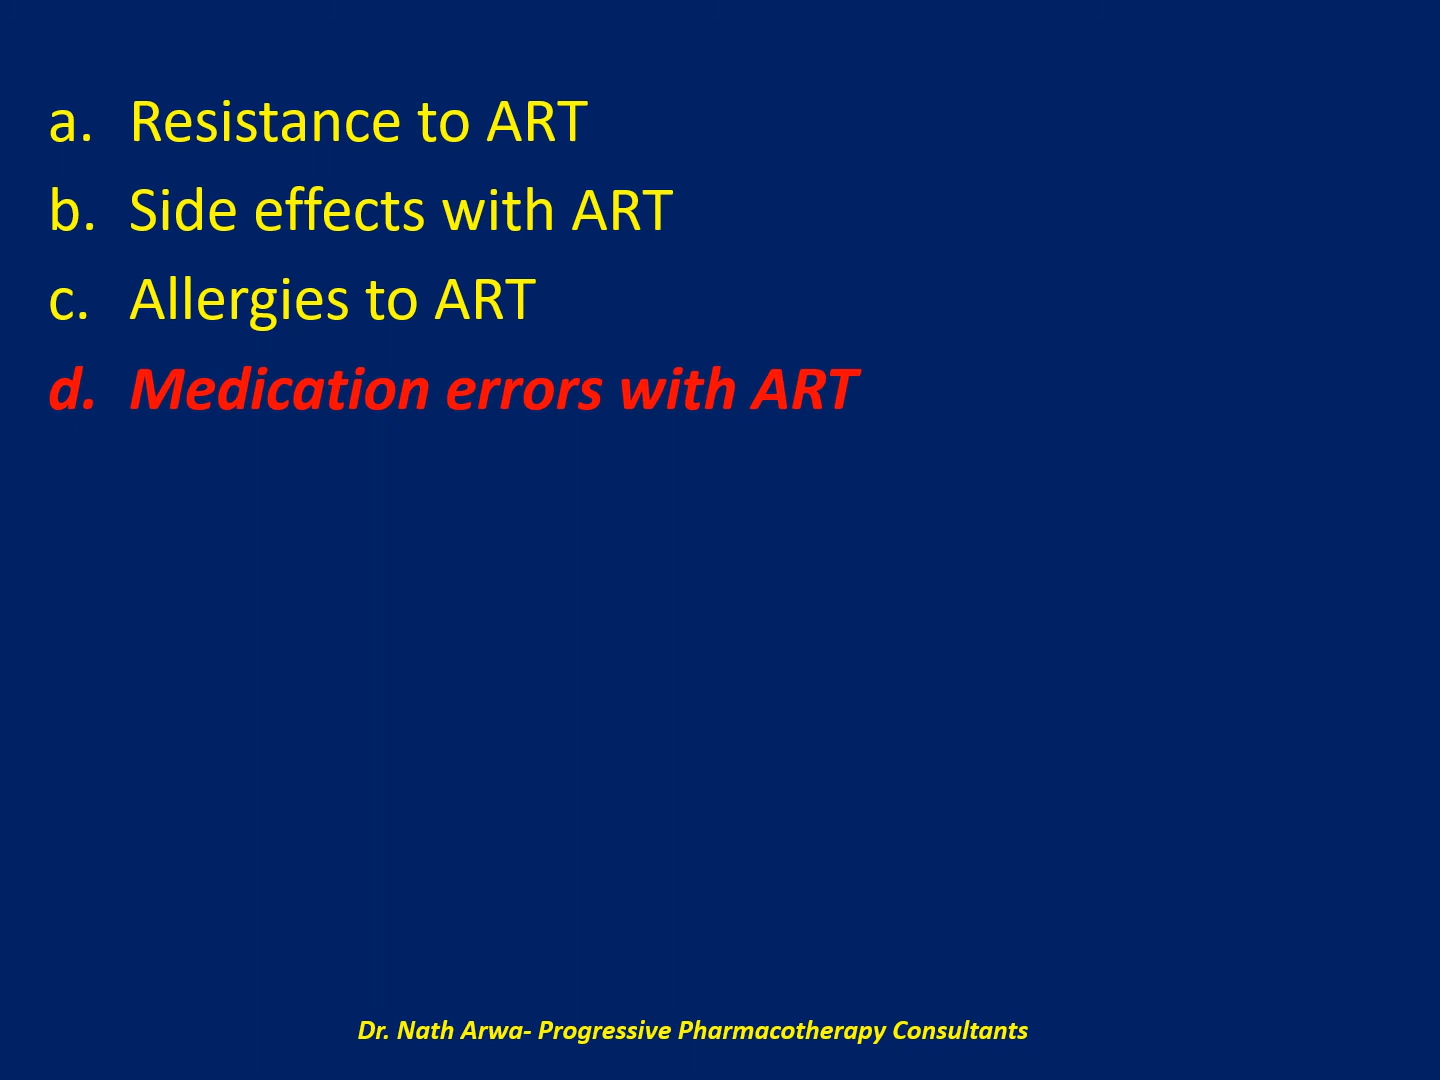 a. Resistance to ART
b. Side effects with ART
c. Allergies to ART
d. Medication errors with ART
Dr. Nath Arwa- Progressive Pharmacotherapy Consultants